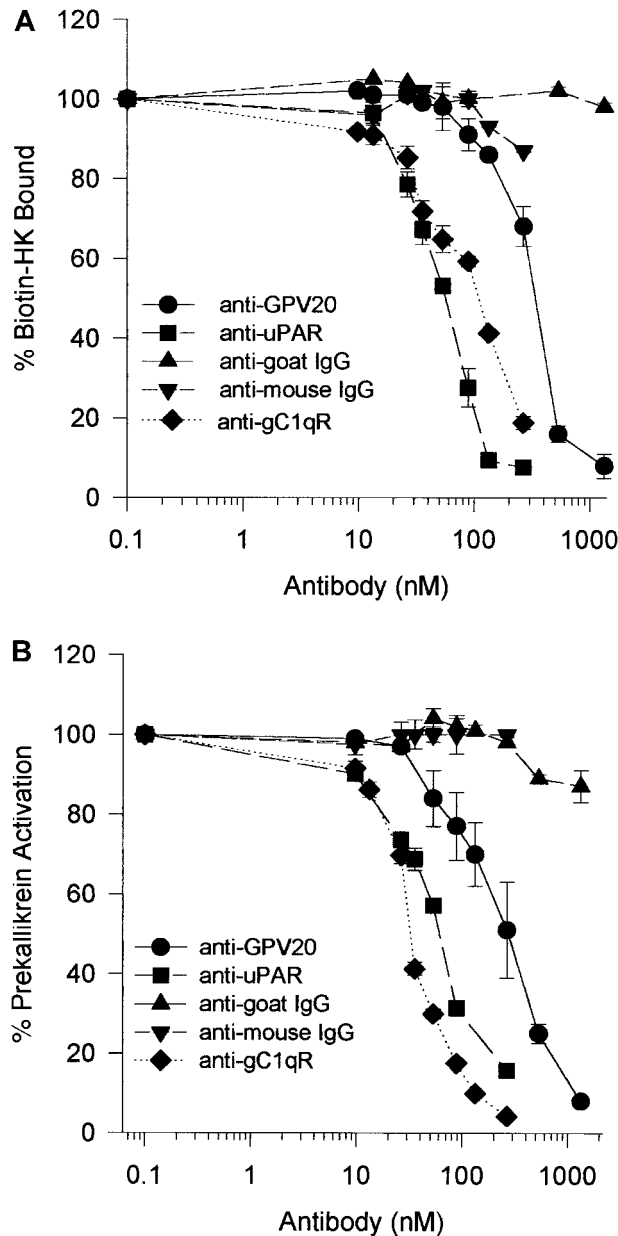 A
120
100
80
60
40
20
0
% Biotin-HK Bound
anti-GPV20
anti-uPAR
anti-goat IgG
anti-mouse IgG
anti-gC1qR
0.1 1 10 100 1000
Antibody (nM)
B
120
100
80
60
40
20
0
% Prekallikrein Activation
anti-GPV20
anti-uPAR
anti-goat IgG
anti-mouse IgG
anti-gC1qR
0.1 1 10 100 1000
Antibody (nM)